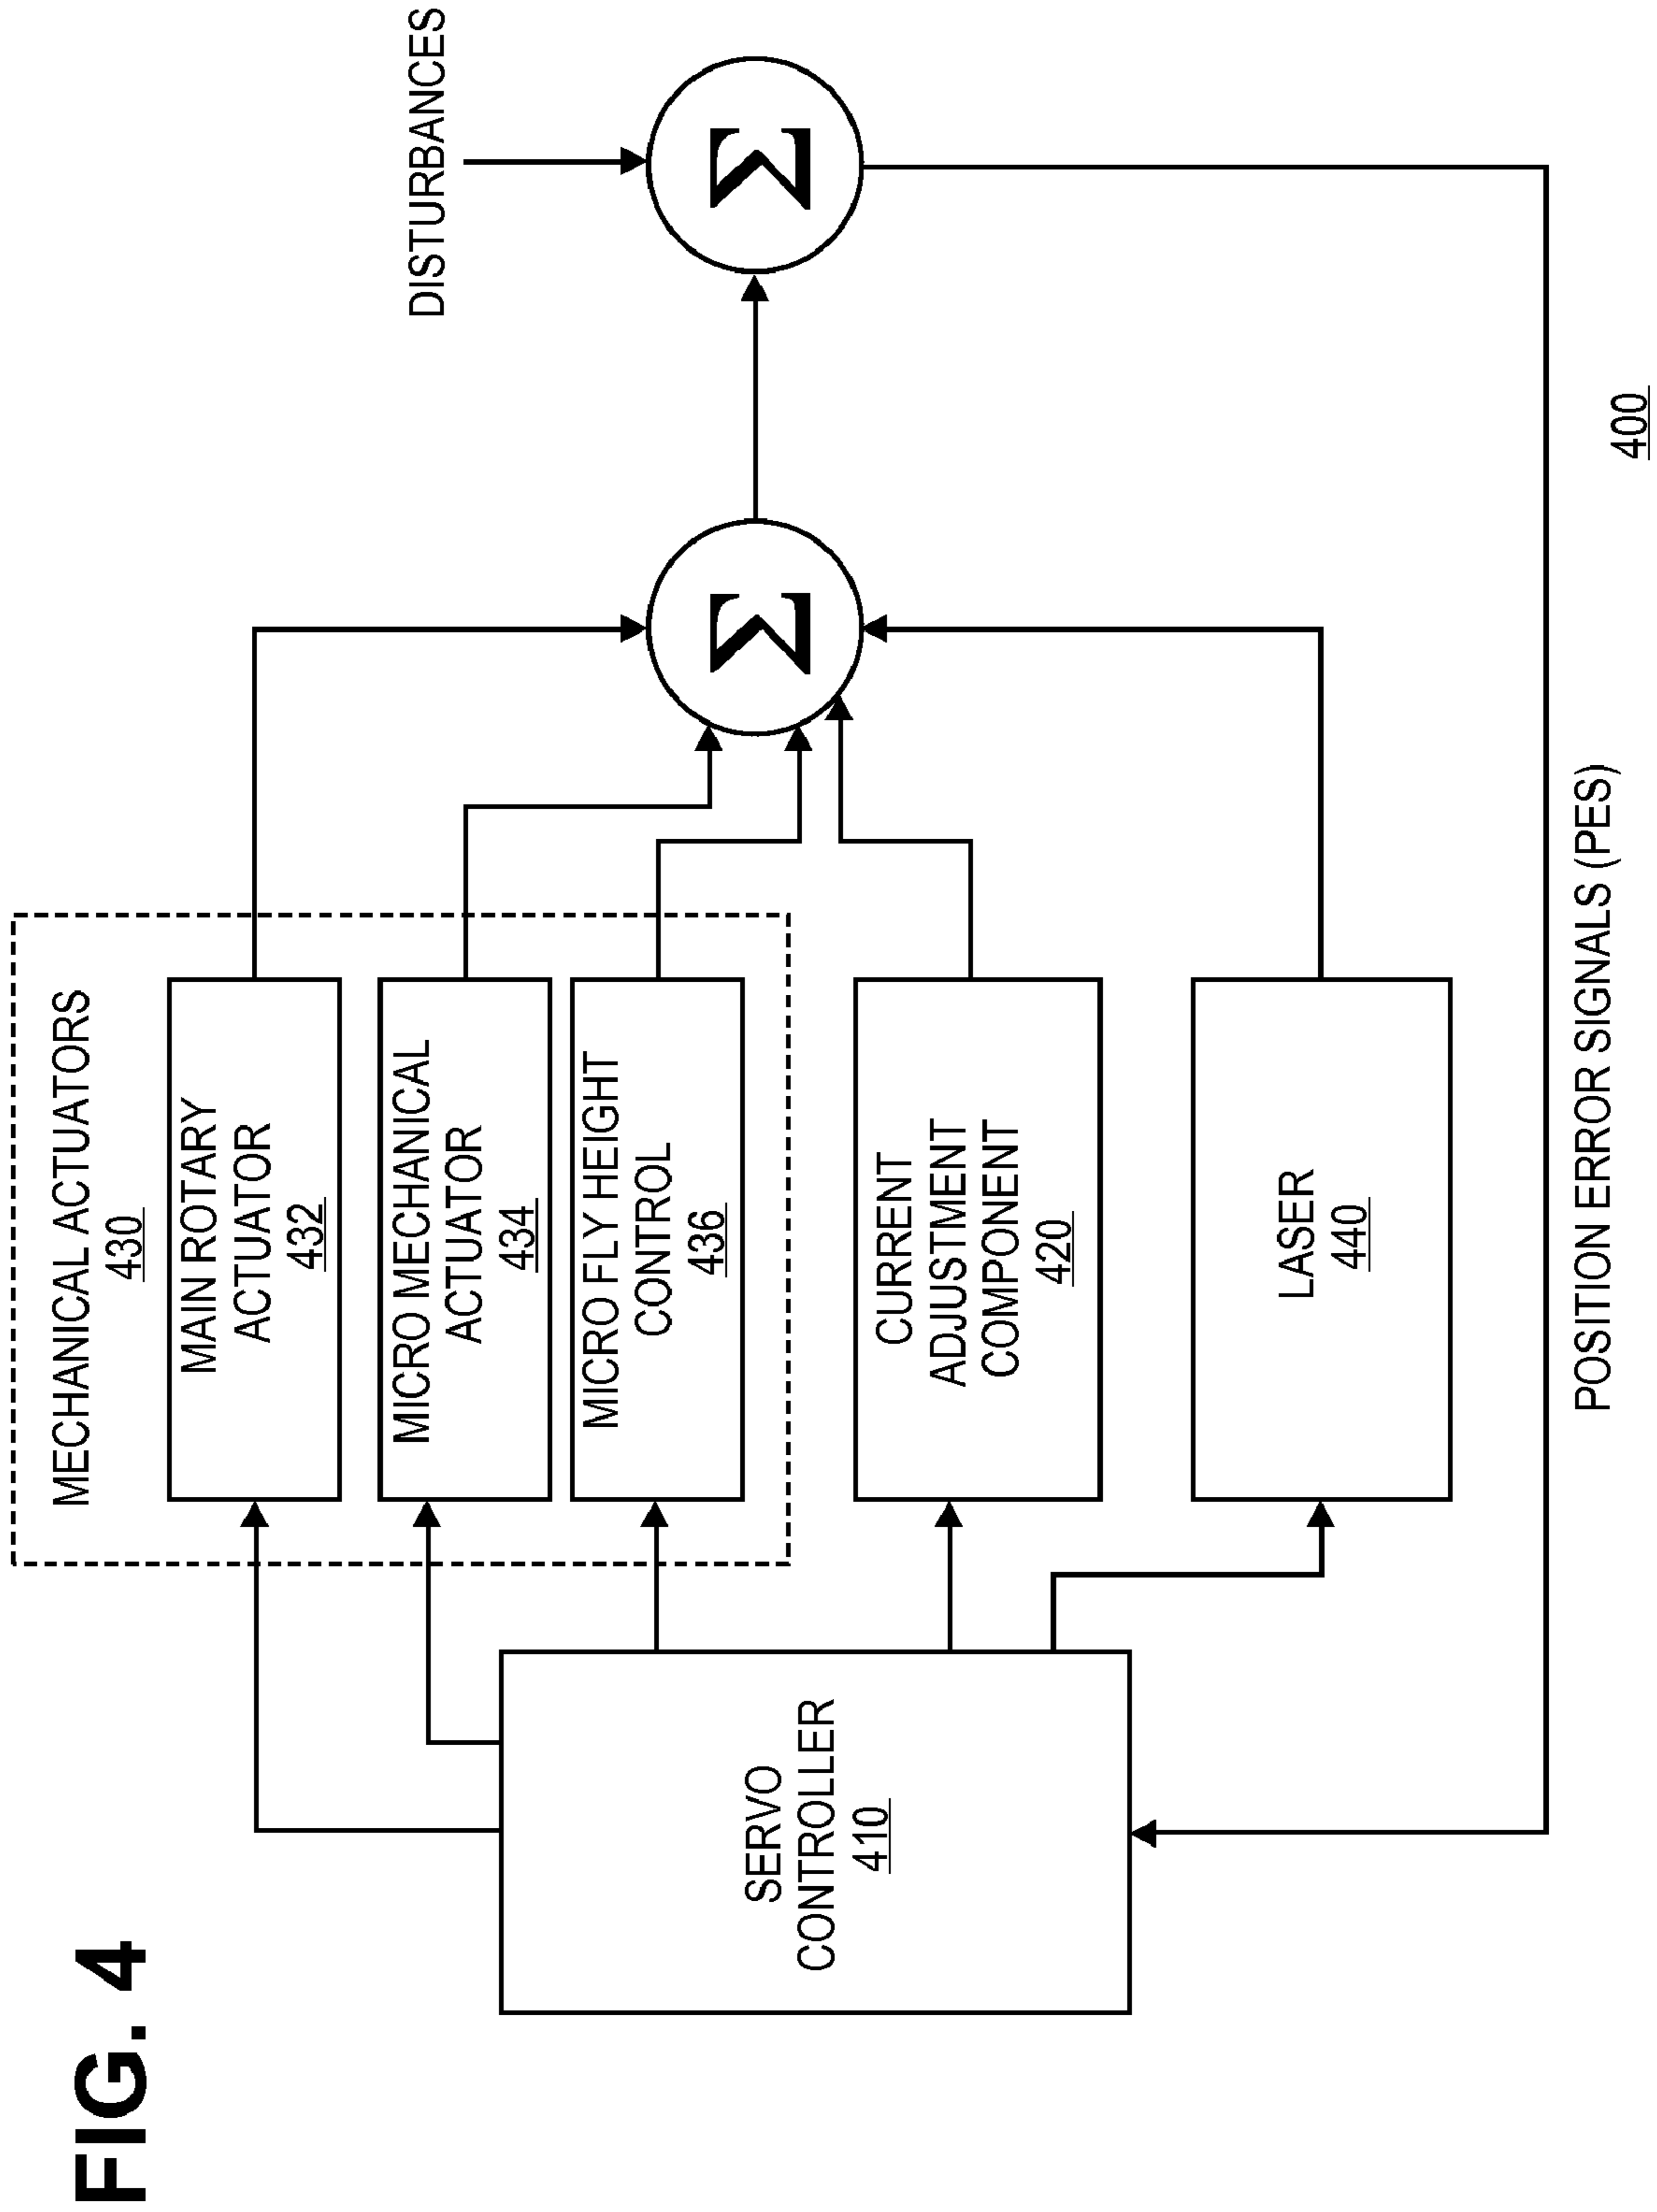 FIG. 4
MECHANICAL ACTUATORS
430
MAIN ROTARY
ACTUATOR
432
MICRO MECHANICAL
ACTUATOR
434
MICRO FLY HEIGHT
CONTROL
436
CURRENT
ADJUSTMENT
COMPONENT
420
LASER
440
SERVO
CONTROLLER
410
Σ
DISTURBANCES
Σ
POSITION ERROR SIGNALS (PES)
400